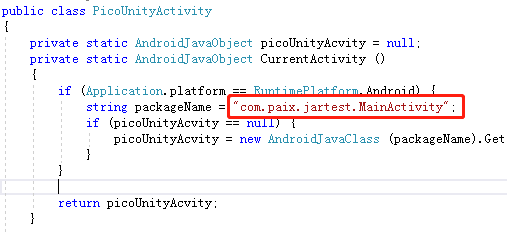 public class PicoUnityActivity
{
private static AndroidJavaObject picoUnityAcvity = null;
private static AndroidJavaObject CurrentActivity ()
{
if (Application.platform == RuntimePlatform.Android) {
string packageName = "com.paix.jartest.MainActivity";
if (picoUnityAcvity == null) {
picoUnityAcvity = new AndroidJavaClass (packageName).Get
}
}
return picoUnityAcvity;
}